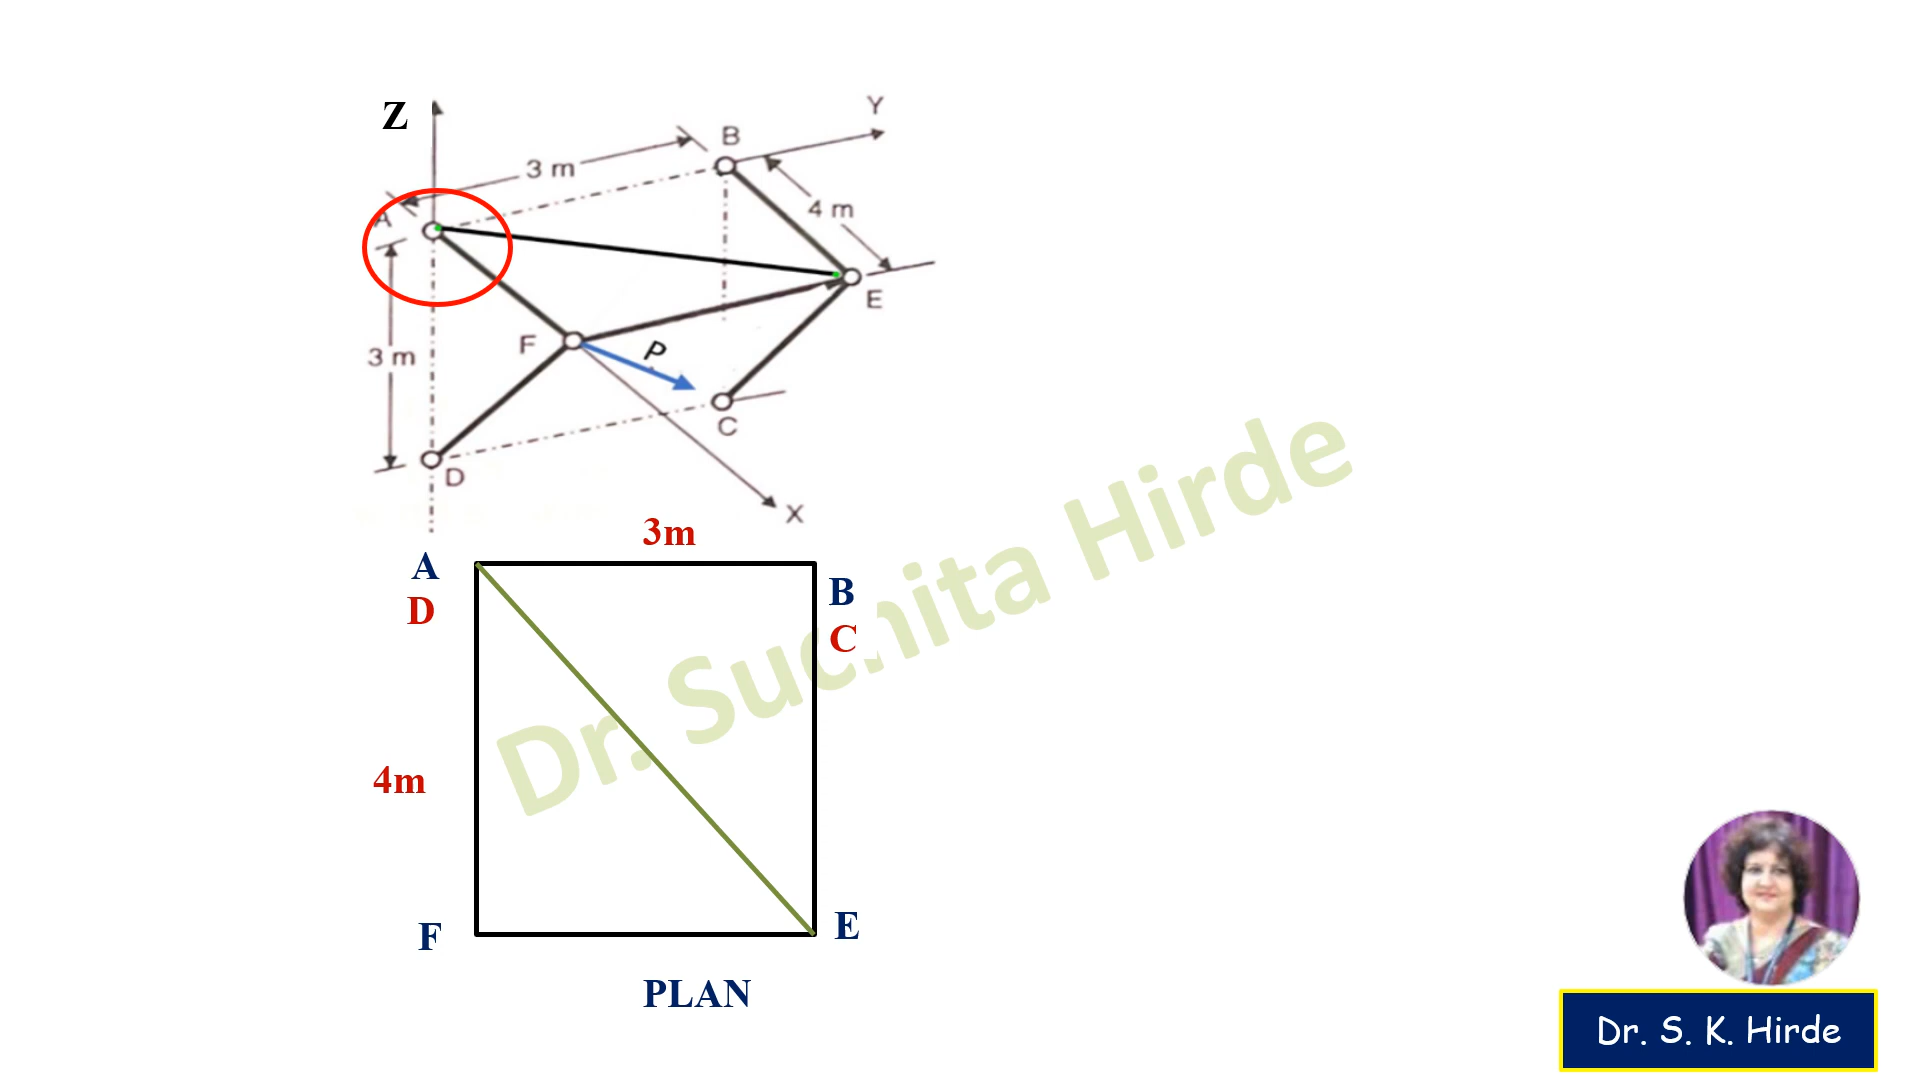 Z
Y
B
3 m
A
4 m
E
F
P
3 m
C
D
X
3m
A
B
D
C
4m
F
E
PLAN
Dr. Suchita Hirde
Dr. S. K. Hirde